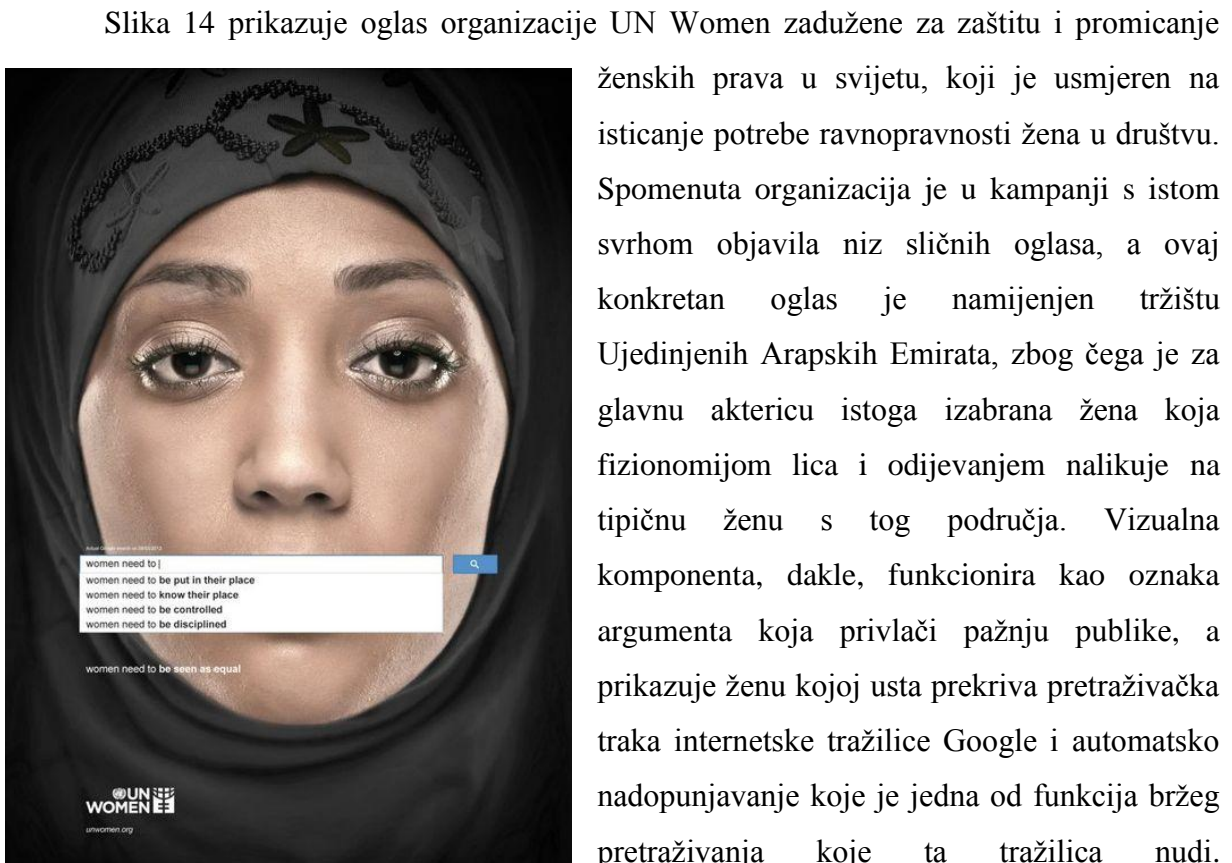 Slika 14 prikazuje oglas organizacije UN Women zadužene za zaštitu i promicanje
ženskih prava u svijetu, koji je usmjeren na
isticanje potrebe ravnopravnosti žena u društvu.
Spomenuta organizacija je u kampanji s istom
svrhom objavila niz sličnih oglasa, a ovaj
konkretan oglas je namijenjen tržištu
Ujedinjenih Arapskih Emirata, zbog čega je za
glavnu aktericu istoga izabrana žena koja
fizionomijom lica i odijevanjem nalikuje na
tipičnu ženu s tog područja. Vizualna
komponenta, dakle, funkcionira kao oznaka
argumenta koja privlači pažnju publike, a
prikazuje ženu kojoj usta prekriva pretraživačka
traka internetske tražilice Google i automatsko
nadopunjavanje koje je jedna od funkcija bržeg
pretraživanja koje ta tražilica nudi.
women need to
women need to be put in their place
women need to know their place
women need to be controlled
women need to be disciplined
women need to be seen as equal
UN
WOMEN
unwomen.org